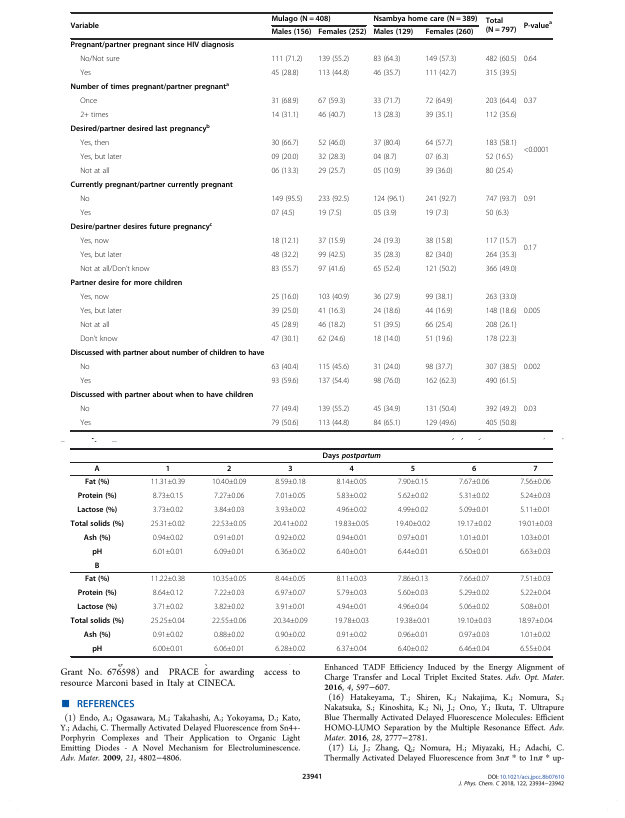 Variable Mulago (N = 408) Nsambya home care (N = 389) Total (N = 797) P-valueᵃ
Males (156) Females (252) Males (129) Females (260)
Pregnant/partner pregnant since HIV diagnosis
No/Not sure 111 (71.2) 139 (55.2) 83 (64.3) 149 (57.3) 482 (60.5) 0.64
Yes 45 (28.8) 113 (44.8) 46 (35.7) 111 (42.7) 315 (39.5)
Number of times pregnant/partner pregnantᵃ
Once 31 (68.9) 67 (59.3) 33 (71.7) 72 (64.9) 203 (64.4) 0.37
2+ times 14 (31.1) 46 (40.7) 13 (28.3) 39 (35.1) 112 (35.6)
Desired/partner desired last pregnancyᵇ
Yes, then 30 (66.7) 52 (46.0) 37 (80.4) 64 (57.7) 183 (58.1) <0.0001
Yes, but later 09 (20.0) 32 (28.3) 04 (8.7) 07 (6.3) 52 (16.5)
Not at all 06 (13.3) 29 (25.7) 05 (10.9) 39 (36.0) 80 (25.4)
Currently pregnant/partner currently pregnant
No 149 (95.5) 233 (92.5) 124 (96.1) 241 (92.7) 747 (93.7) 0.91
Yes 07 (4.5) 19 (7.5) 05 (3.9) 19 (7.3) 50 (6.3)
Desire/partner desires future pregnancyᶜ
Yes, now 18 (12.1) 37 (15.9) 24 (19.3) 38 (15.8) 117 (15.7) 0.17
Yes, but later 48 (32.2) 99 (42.5) 35 (28.3) 82 (34.0) 264 (35.3)
Not at all/Don't know 83 (55.7) 97 (41.6) 65 (52.4) 121 (50.2) 366 (49.0)
Partner desire for more children
Yes, now 25 (16.0) 103 (40.9) 36 (27.9) 99 (38.1) 263 (33.0)
Yes, but later 39 (25.0) 41 (16.3) 24 (18.6) 44 (16.9) 148 (18.6) 0.005
Not at all 45 (28.9) 46 (18.2) 51 (39.5) 66 (25.4) 208 (26.1)
Don't know 47 (30.1) 62 (24.6) 18 (14.0) 51 (19.6) 178 (22.3)
Discussed with partner about number of children to have
No 63 (40.4) 115 (45.6) 31 (24.0) 98 (37.7) 307 (38.5) 0.002
Yes 93 (59.6) 137 (54.4) 98 (76.0) 162 (62.3) 490 (61.5)
Discussed with partner about when to have children
No 77 (49.4) 139 (55.2) 45 (34.9) 131 (50.4) 392 (49.2) 0.03
Yes 79 (50.6) 113 (44.8) 84 (65.1) 129 (49.6) 405 (50.8)
Days postpartum
A 1 2 3 4 5 6 7
Fat (%) 11.31±0.39 10.40±0.09 8.59±0.18 8.14±0.05 7.90±0.15 7.67±0.06 7.56±0.06
Protein (%) 8.73±0.15 7.27±0.06 7.01±0.05 5.83±0.02 5.62±0.02 5.31±0.02 5.24±0.03
Lactose (%) 3.73±0.02 3.84±0.03 3.93±0.02 4.96±0.02 4.99±0.02 5.09±0.01 5.11±0.01
Total solids (%) 25.31±0.02 22.53±0.05 20.41±0.02 19.83±0.05 19.40±0.02 19.17±0.02 19.01±0.03
Ash (%) 0.94±0.02 0.91±0.01 0.92±0.02 0.94±0.01 0.97±0.01 1.01±0.01 1.03±0.01
pH 6.01±0.01 6.09±0.01 6.36±0.02 6.40±0.01 6.44±0.01 6.50±0.01 6.63±0.03
B
Fat (%) 11.22±0.38 10.35±0.05 8.44±0.05 8.11±0.03 7.86±0.13 7.66±0.07 7.51±0.03
Protein (%) 8.64±0.12 7.22±0.03 6.97±0.07 5.79±0.03 5.60±0.03 5.29±0.02 5.22±0.04
Lactose (%) 3.71±0.02 3.82±0.02 3.91±0.01 4.94±0.01 4.96±0.04 5.06±0.02 5.08±0.01
Total solids (%) 25.25±0.04 22.55±0.06 20.34±0.09 19.78±0.03 19.38±0.01 19.10±0.03 18.97±0.04
Ash (%) 0.91±0.02 0.88±0.02 0.90±0.02 0.91±0.02 0.96±0.01 0.97±0.03 1.01±0.02
pH 6.00±0.01 6.06±0.01 6.28±0.02 6.37±0.04 6.40±0.02 6.46±0.04 6.55±0.04
Grant No. 676598) and PRACE for awarding access to
resource Marconi based in Italy at CINECA.
■ REFERENCES
(1) Endo, A.; Ogasawara, M.; Takahashi, A.; Yokoyama, D.; Kato,
Y.; Adachi, C. Thermally Activated Delayed Fluorescence from Sn4+-
Porphyrin Complexes and Their Application to Organic Light
Emitting Diodes - A Novel Mechanism for Electroluminescence.
Adv. Mater. 2009, 21, 4802−4806.
Enhanced TADF Efficiency Induced by the Energy Alignment of
Charge Transfer and Local Triplet Excited States. Adv. Opt. Mater.
2016, 4, 597−607.
(16) Hatakeyama, T.; Shiren, K.; Nakajima, K.; Nomura, S.;
Nakatsuka, S.; Kinoshita, K.; Ni, J.; Ono, Y.; Ikuta, T. Ultrapure
Blue Thermally Activated Delayed Fluorescence Molecules: Efficient
HOMO-LUMO Separation by the Multiple Resonance Effect. Adv.
Mater. 2016, 28, 2777−2781.
(17) Li, J.; Zhang, Q.; Nomura, H.; Miyazaki, H.; Adachi, C.
Thermally Activated Delayed Fluorescence from 3nπ * to 1nπ * up-
23941
DOI: 10.1021/acs.jpcc.8b07610
J. Phys. Chem. C 2018, 122, 23934−23942